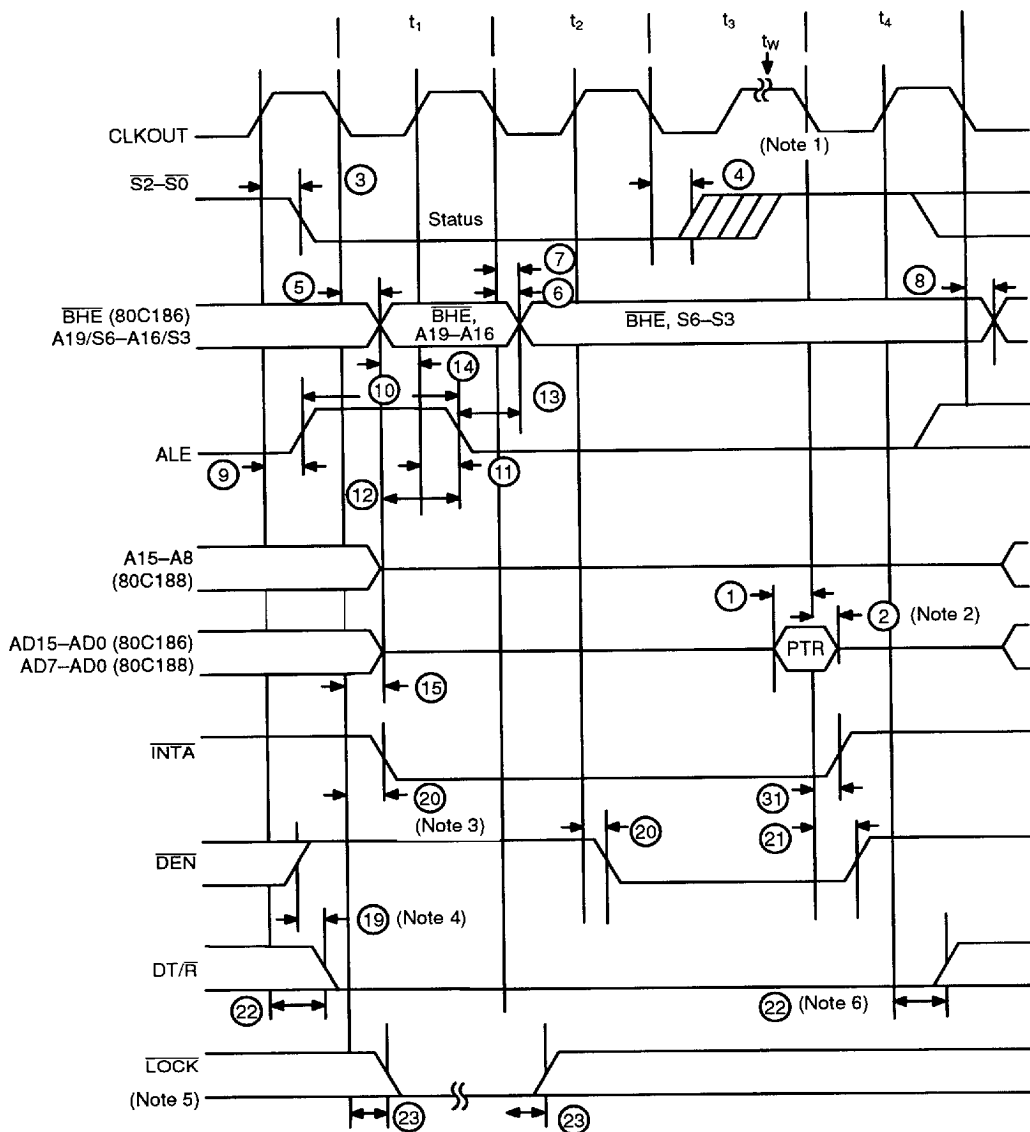 t1 t2 t3 t4
tW
CLKOUT
(Note 1)
S2–S0
3 4
Status
7
5 6 8
BHE (80C186)
A19/S6–A16/S3
BHE,
A19–A16
BHE, S6–S3
14
10 13
ALE
9 11
12
A15–A8
(80C188)
1
2 (Note 2)
AD15–AD0 (80C186)
AD7–AD0 (80C188)
PTR
15
INTA
20 31
(Note 3)
20 21
DEN
19 (Note 4)
DT/R
22 22 (Note 6)
LOCK
(Note 5)
23 23